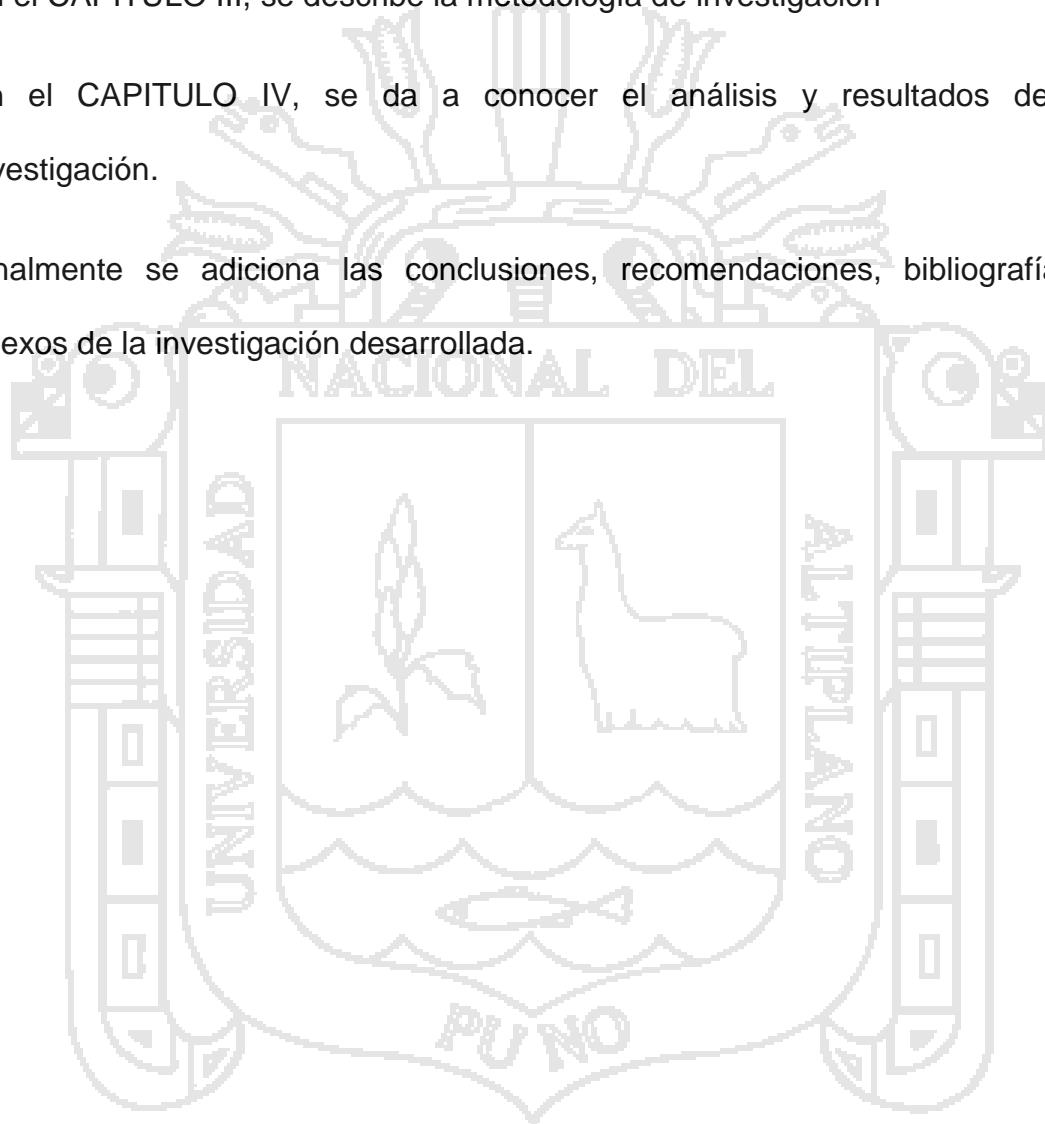 el CAPITULO III, se describe la metodología de investigación
el CAPITULO IV, se da a conocer el análisis y resultados de
vestigación.
nalmente se adiciona las conclusiones, recomendaciones, bibliografía
exos de la investigación desarrollada.
NACIONAL DEL
UNIVERSIDAD
ALTIPLANO
PUNO